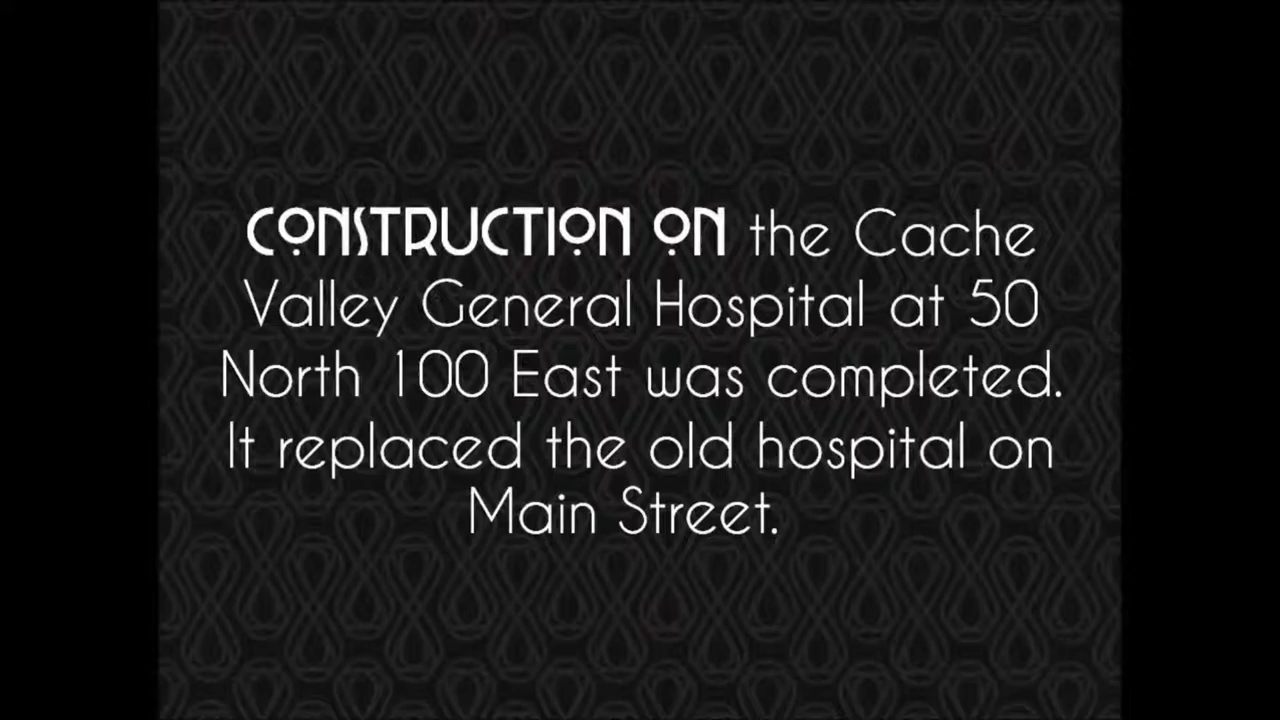 CONSTRUCTION ON the Cache
Valley General Hospital at 50
North 100 East was completed.
It replaced the old hospital on
Main Street.